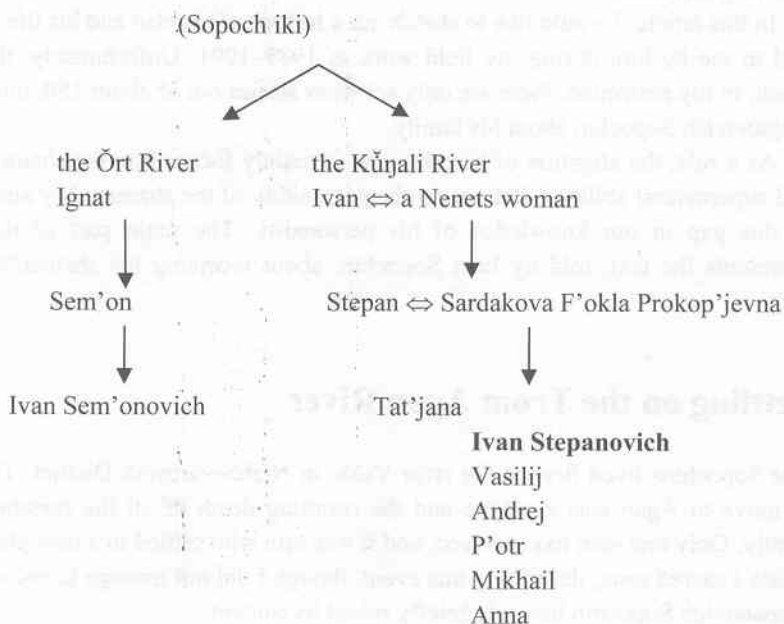 (Sopoch iki)
the Ŏrt River
the Kŭŋali River
Ignat
Ivan ⇔ a Nenets woman
Sem’on
Stepan ⇔ Sardakova F’okla Prokop’jevna
Ivan Sem’onovich
Tat’jana
Ivan Stepanovich
Vasilij
Andrej
P’otr
Mikhail
Anna